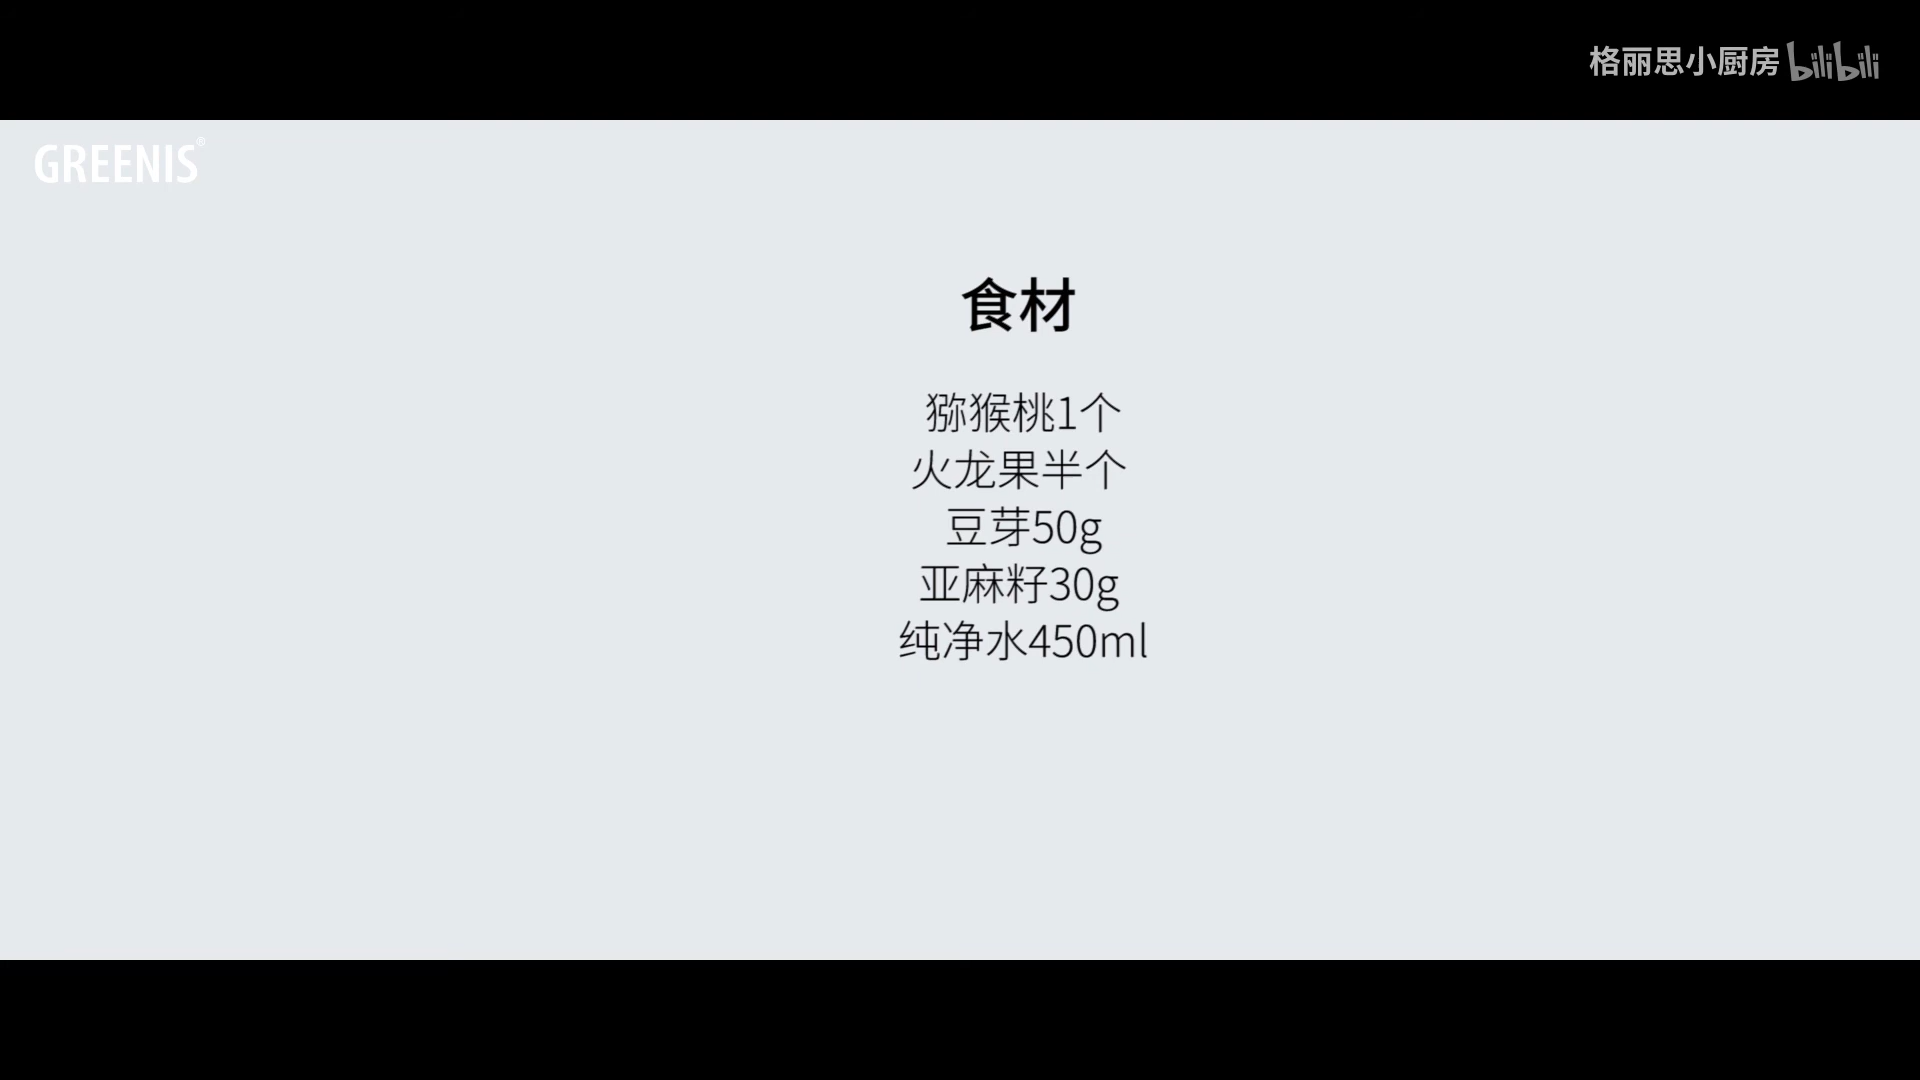 格丽思小厨房 bilibili
GREENIS®
食材
猕猴桃1个
火龙果半个
豆芽50g
亚麻籽30g
纯净水450ml